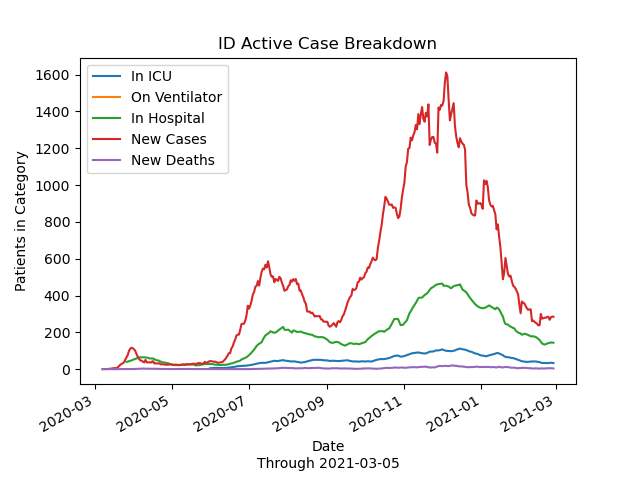 ID Active Case Breakdown
In ICU
On Ventilator
In Hospital
New Cases
New Deaths
Patients in Category
1600
1400
1200
1000
800
600
400
200
0
2020-03
2020-05
2020-07
2020-09
2020-11
2021-01
2021-03
Date
Through 2021-03-05